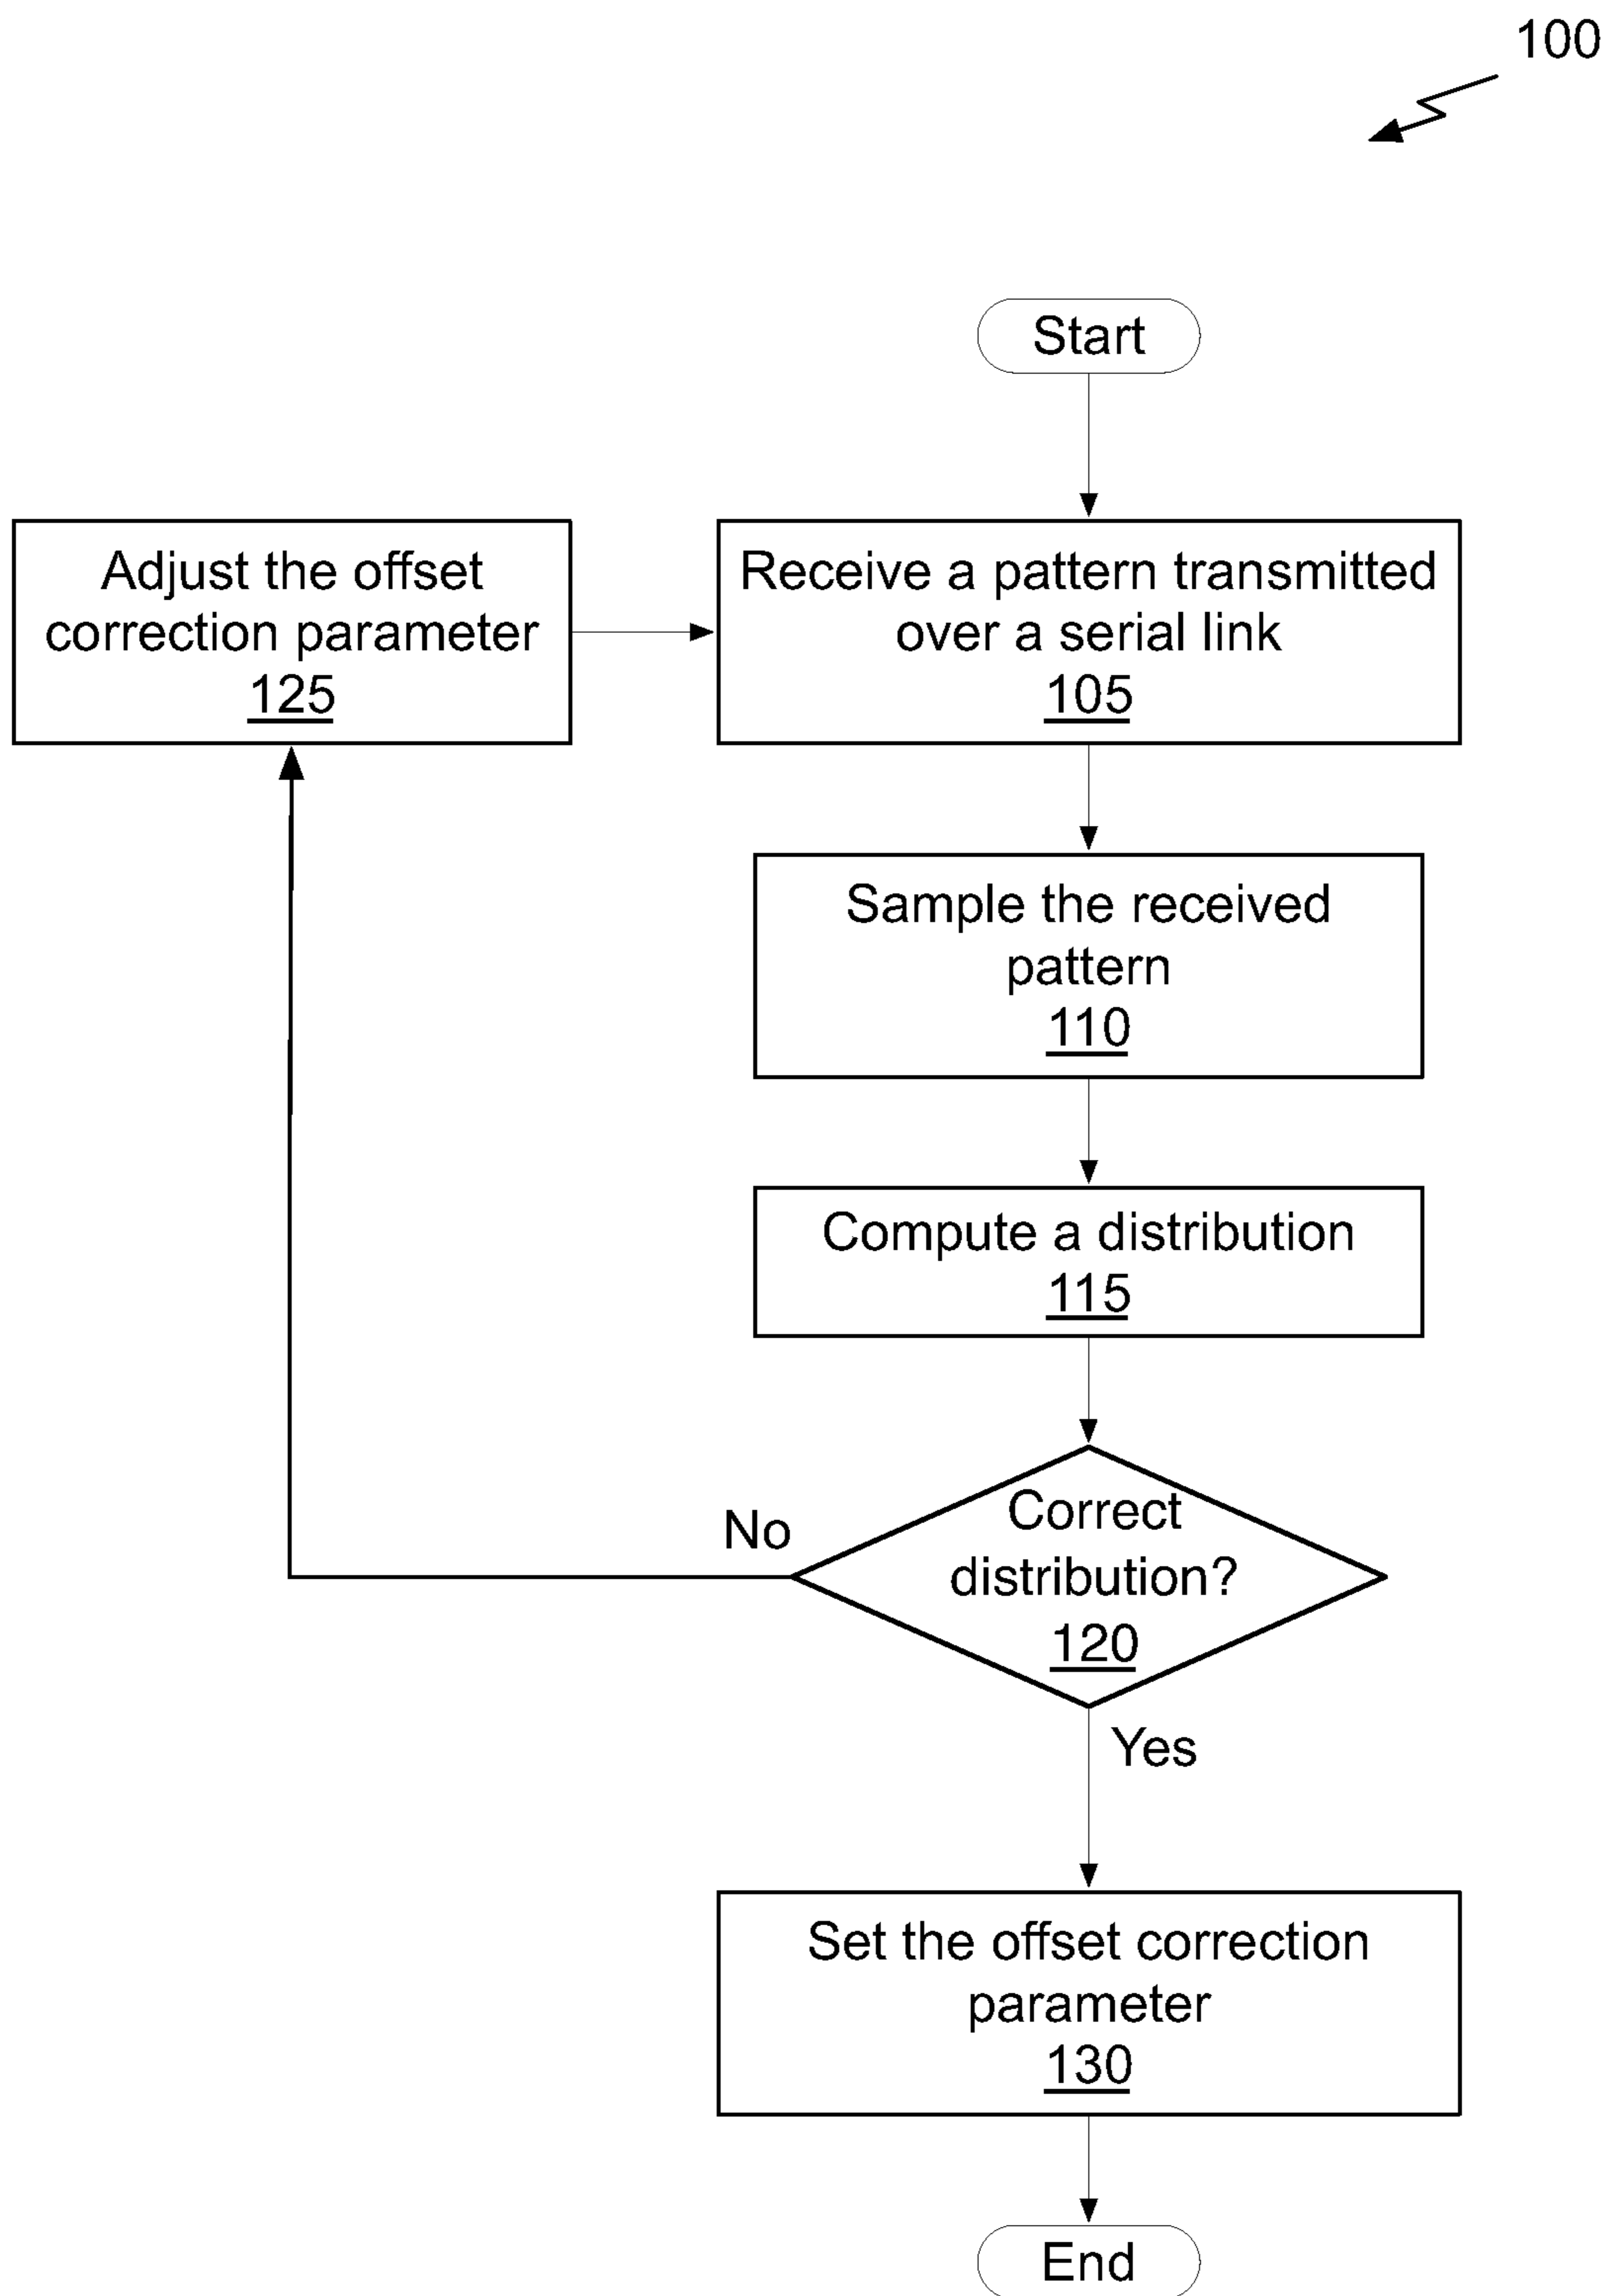 100
Start
Adjust the offset
correction parameter
125
Receive a pattern transmitted
over a serial link
105
Sample the received
pattern
110
Compute a distribution
115
No
Correct
distribution?
120
Yes
Set the offset correction
parameter
130
End